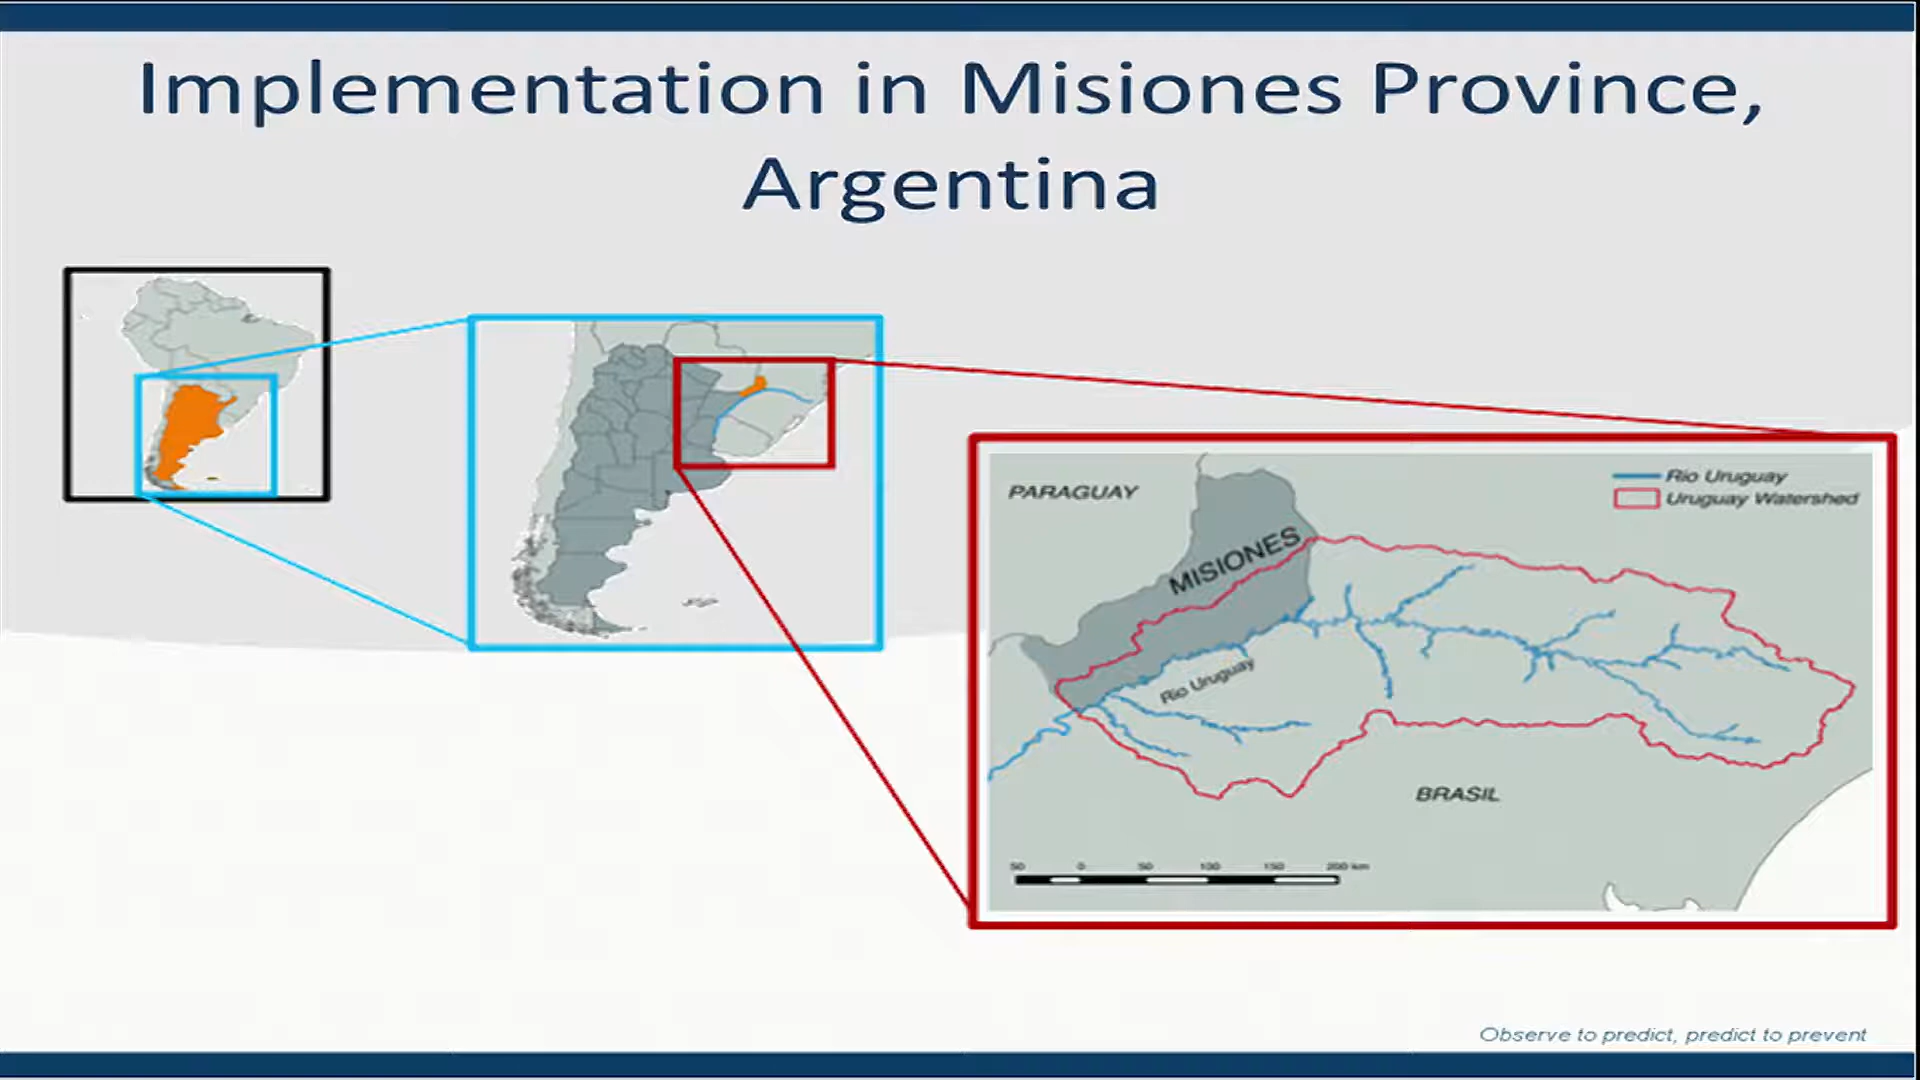 Implementation in Misiones Province,
Argentina
PARAGUAY
Rio Uruguay
Uruguay Watershed
MISIONES
Rio Uruguay
BRASIL
50 0 50 100 150 200 km
Observe to predict, predict to prevent